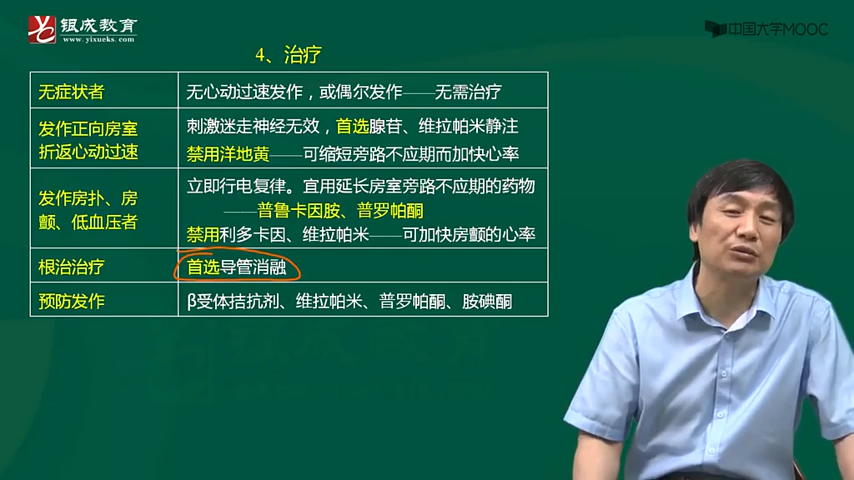 银成教育
www.yixueks.com
中国大学MOOC
4、治疗
无症状者
无心动过速发作，或偶尔发作——无需治疗
发作正向房室
折返心动过速
刺激迷走神经无效，首选腺苷、维拉帕米静注
禁用洋地黄——可缩短旁路不应期而加快心率
发作房扑、房
颤、低血压者
立即行电复律。宜用延长房室旁路不应期的药物
——普鲁卡因胺、普罗帕酮
禁用利多卡因、维拉帕米——可加快房颤的心率
根治治疗
首选导管消融
预防发作
β受体拮抗剂、维拉帕米、普罗帕酮、胺碘酮